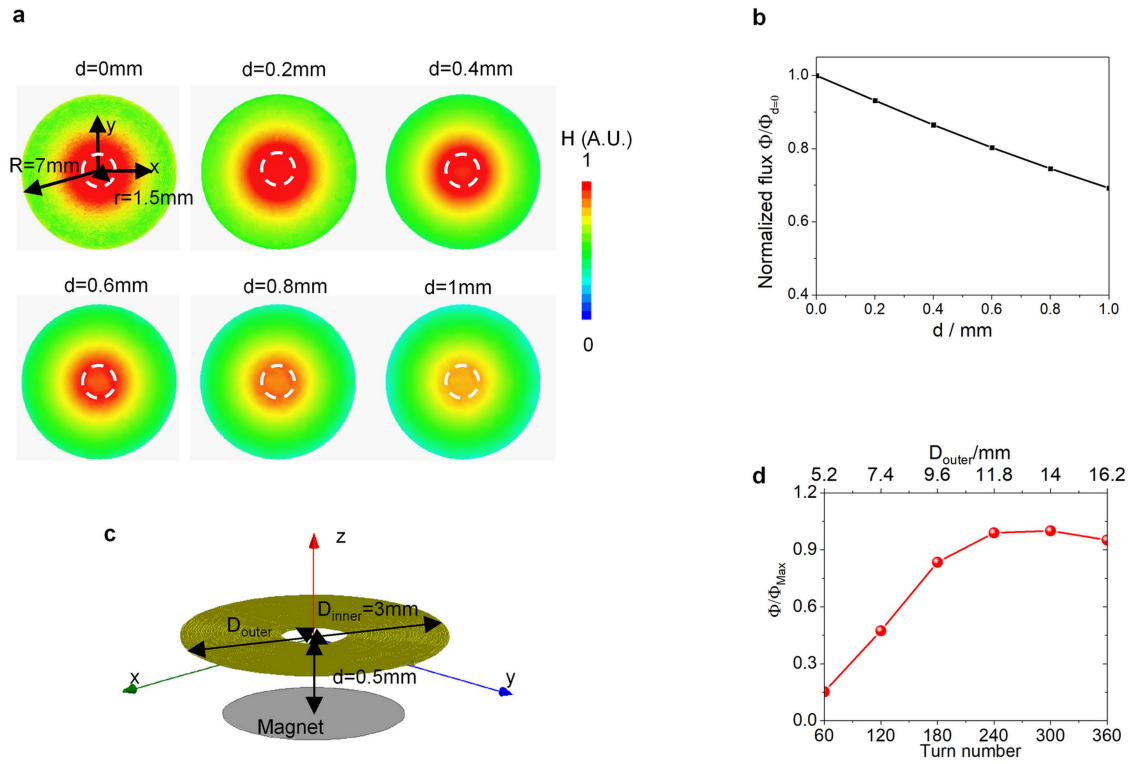 a
d=0mm
d=0.2mm
d=0.4mm
y
x
R=7mm
r=1.5mm
H (A.U.)
1
0
d=0.6mm
d=0.8mm
d=1mm
b
Normalized flux Φ/Φd=0
1.0
0.8
0.6
0.4
0.0 0.2 0.4 0.6 0.8 1.0
d / mm
c
z
Dinner=3mm
Douter
x
d=0.5mm
y
Magnet
d
Douter/mm
5.2 7.4 9.6 11.8 14 16.2
Φ/ΦMax
1.2
0.9
0.6
0.3
0.0
60 120 180 240 300 360
Turn number